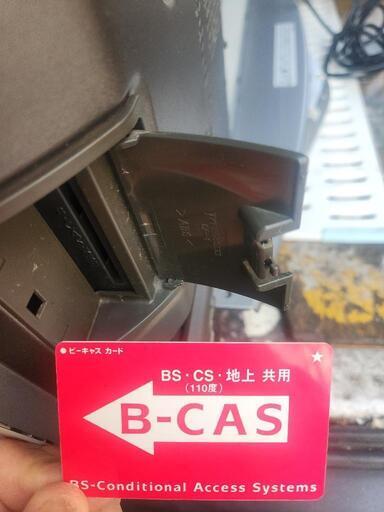 >ABS<
● ビーキャス カード
★
BS・CS・地上 共用
(110度)
B-CAS
BS-Conditional Access Systems